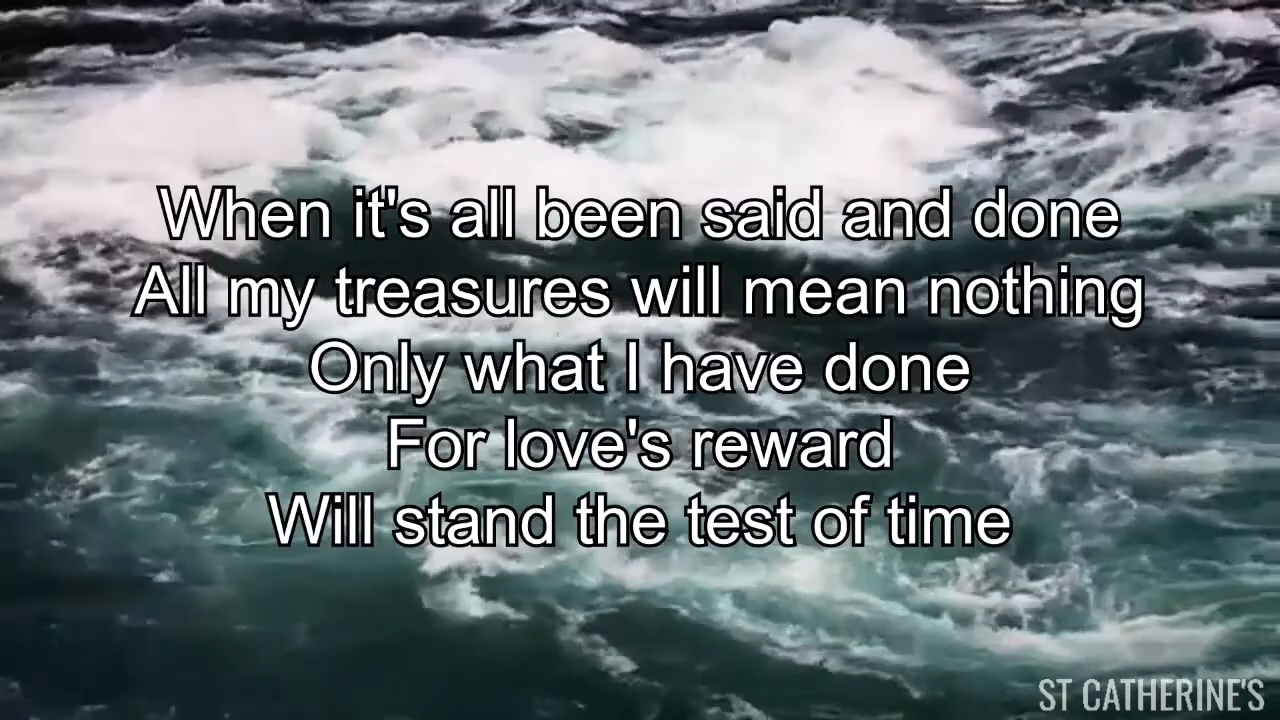 When it's all been said and done
All my treasures will mean nothing
Only what I have done
For love's reward
Will stand the test of time
ST CATHERINE'S